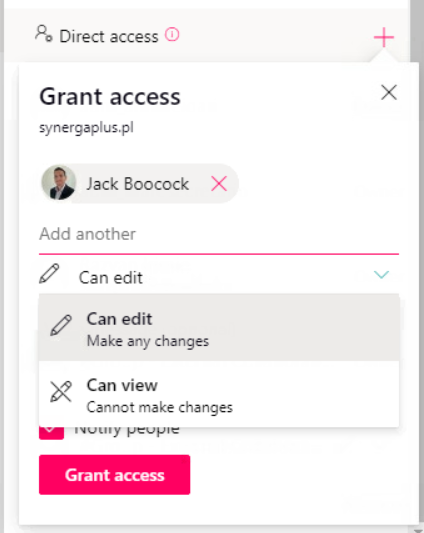 Direct access
Grant access
synergaplus.pl
Jack Boocock
Add another
Can edit
Can edit
Make any changes
Can view
Cannot make changes
Notify people
Grant access